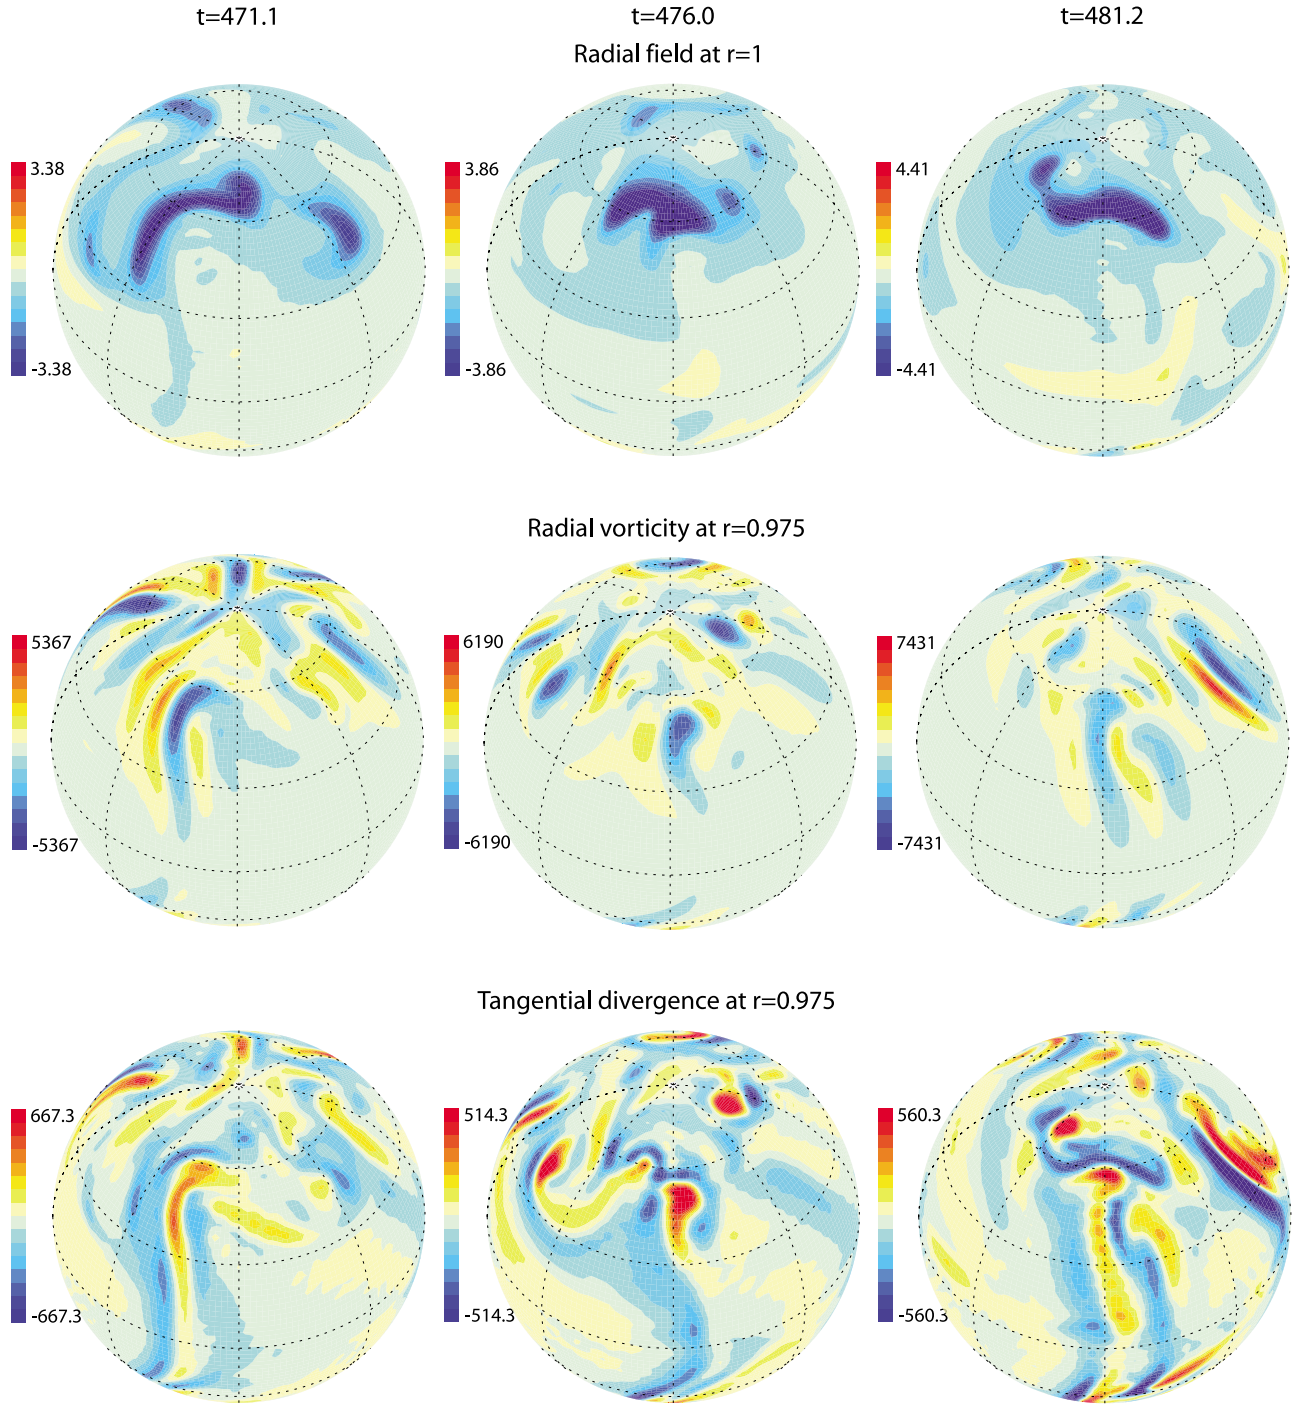 t=471.1 t=476.0 t=481.2
Radial field at r=1
3.38 3.86 4.41
-3.38 -3.86 -4.41
Radial vorticity at r=0.975
5367 6190 7431
-5367 -6190 -7431
Tangential divergence at r=0.975
667.3 514.3 560.3
-667.3 -514.3 -560.3